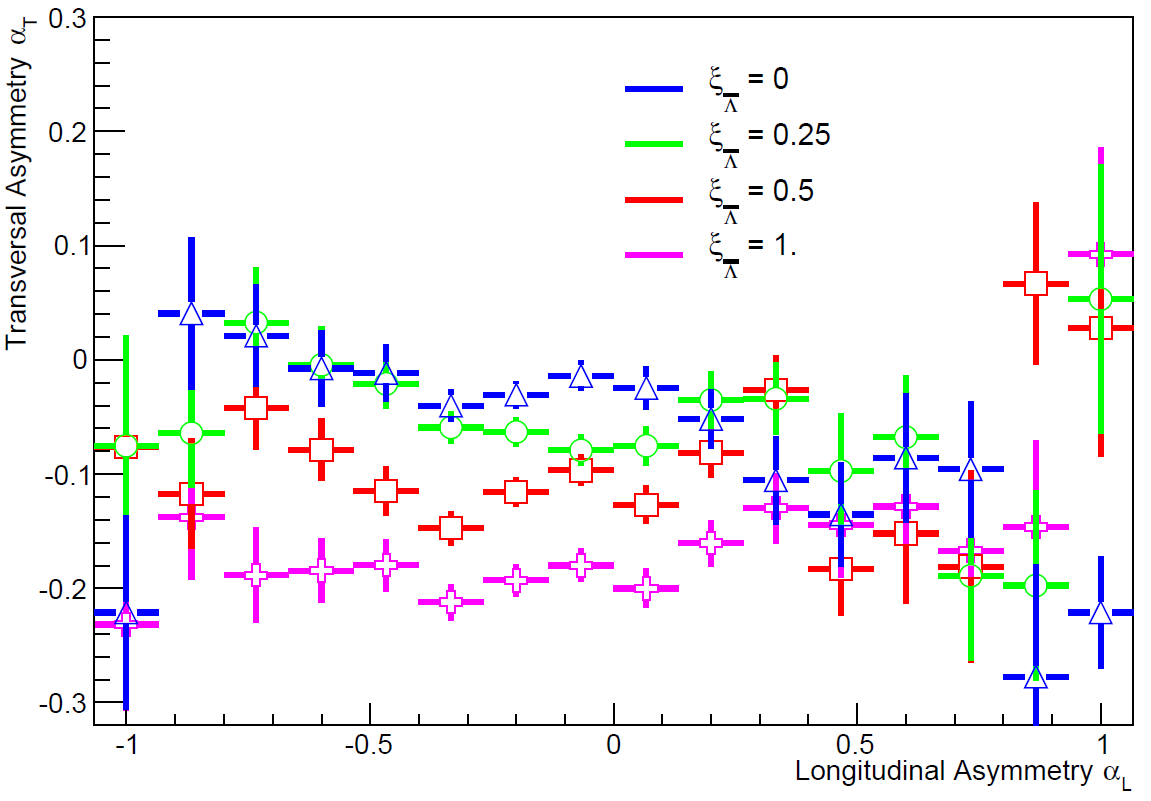 Transversal Asymmetry α_T
0.3
0.2
0.1
0
-0.1
-0.2
-0.3
ξ_Λ̅ = 0
ξ_Λ̅ = 0.25
ξ_Λ̅ = 0.5
ξ_Λ̅ = 1.
-1 -0.5 0 0.5 1
Longitudinal Asymmetry α_L